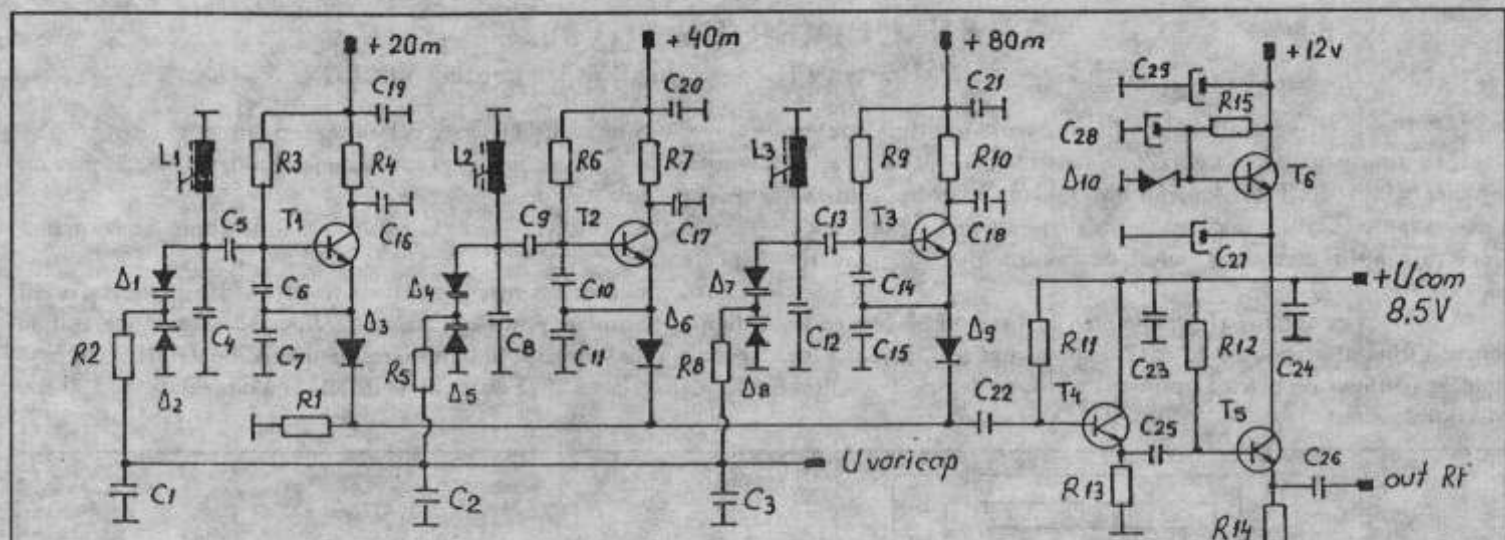 +20m
+40m
+80m
+12v
C19
C20
C21
C29
R15
C28
L1
R3
R4
L2
R6
R7
L3
R9
R10
Δ10
T6
C5
T1
C16
C9
T2
C17
C13
T3
C18
C27
+Ucom
8.5V
Δ1
C6
Δ4
C10
Δ7
C14
R2
C4
C7
Δ3
R5
C8
C11
Δ6
R8
C12
C15
Δ9
R11
C23
R12
C24
Δ2
Δ5
Δ8
R1
C22
T4
C25
T5
C26
Uvaricap
out RF
C1
C2
C3
R13
R14